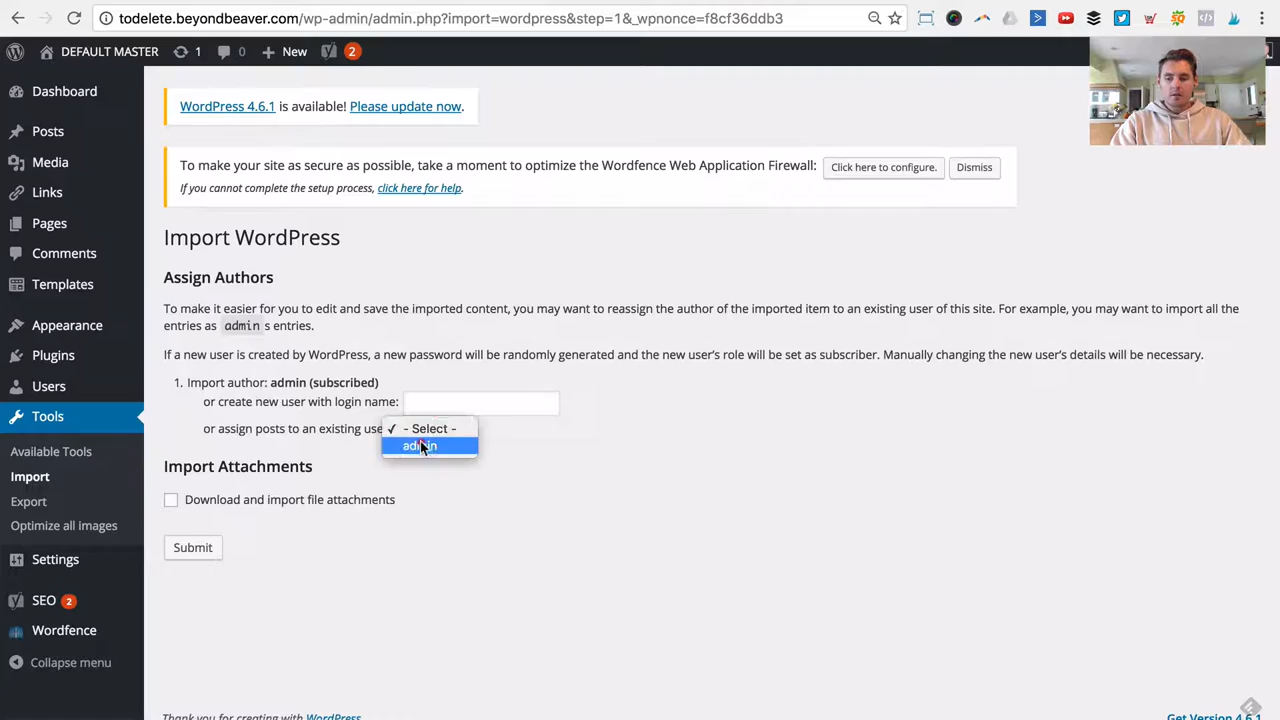 todelete.beyondbeaver.com/wp-admin/admin.php?import=wordpress&step=1&_wpnonce=f8cf36ddb3
DEFAULT MASTER 1 0 New 2
Dashboard
Posts
Media
Links
Pages
Comments
Templates
Appearance
Plugins
Users
Tools
Available Tools
Import
Export
Optimize all images
Settings
SEO 2
Wordfence
Collapse menu
WordPress 4.6.1 is available! Please update now.
To make your site as secure as possible, take a moment to optimize the Wordfence Web Application Firewall: Click here to configure. Dismiss
If you cannot complete the setup process, click here for help.
Import WordPress
Assign Authors
To make it easier for you to edit and save the imported content, you may want to reassign the author of the imported item to an existing user of this site. For example, you may want to import all the
entries as admin s entries.
If a new user is created by WordPress, a new password will be randomly generated and the new user's role will be set as subscriber. Manually changing the new user's details will be necessary.
1. Import author: admin (subscribed)
or create new user with login name:
or assign posts to an existing use ✓ - Select -
admin
Import Attachments
Download and import file attachments
Submit
Thank you for creating with WordPress
Get Version 4.6.1